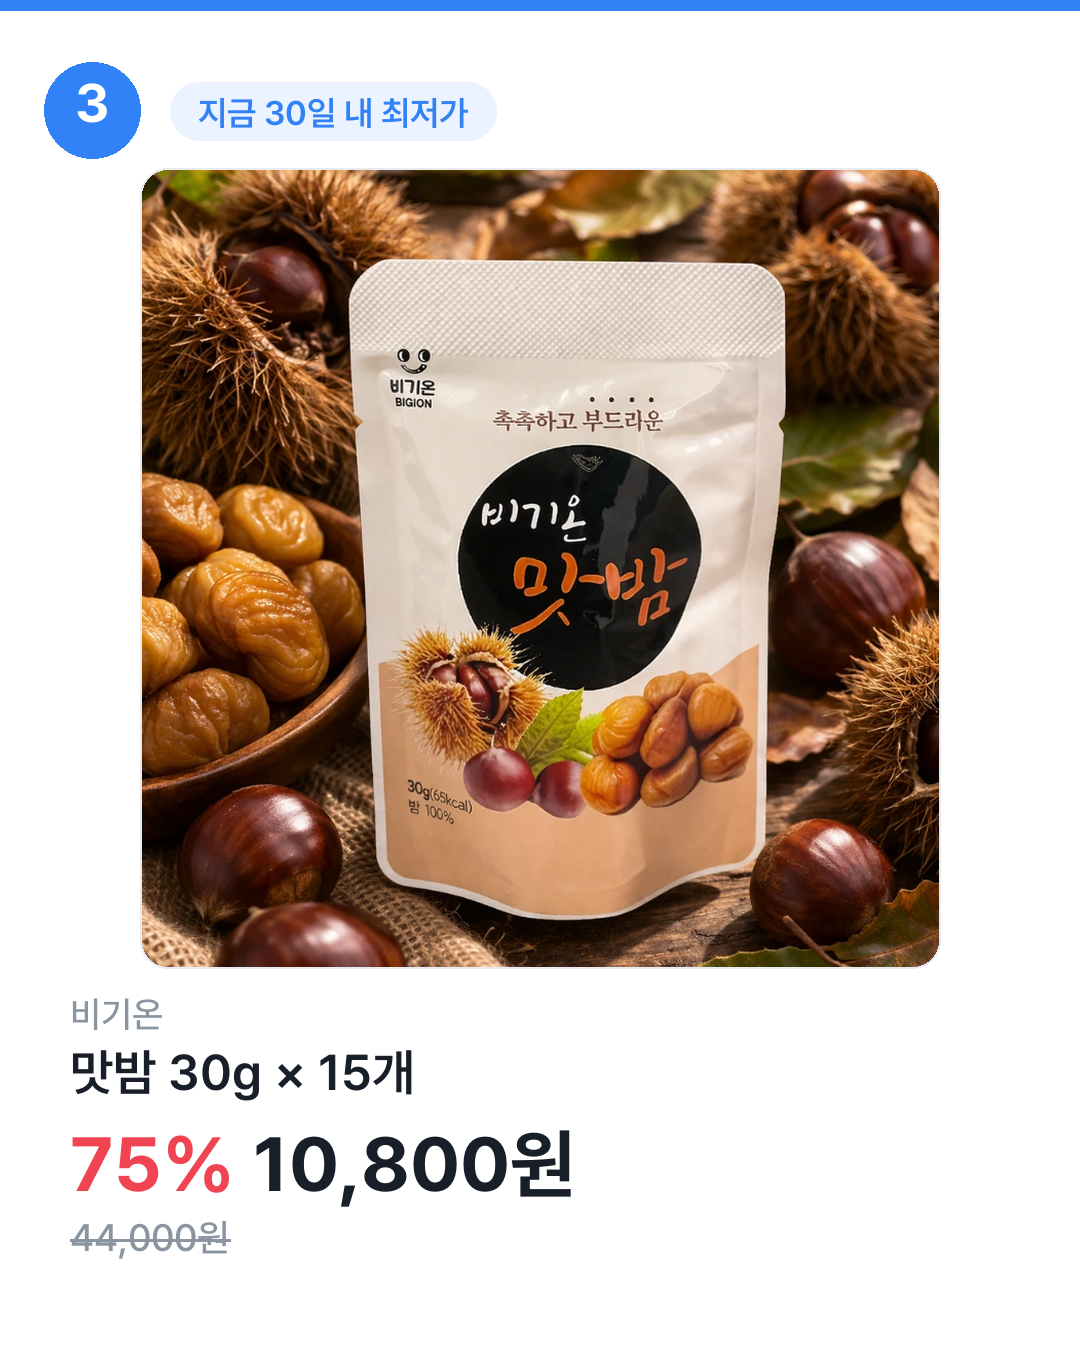 3
지금 30일 내 최저가
비기온
BIGION
촉촉하고 부드라운
비기온
맛밤
30g(65kcal)
밤 100%
비기온
맛밤 30g × 15개
75% 10,800원
44,000원